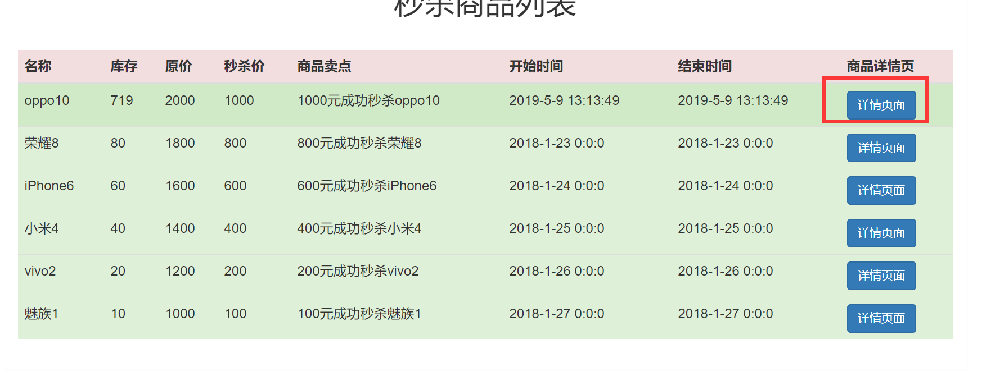 秒杀商品列表
名称 库存 原价 秒杀价 商品卖点 开始时间 结束时间 商品详情页
oppo10 719 2000 1000 1000元成功秒杀oppo10 2019-5-9 13:13:49 2019-5-9 13:13:49 详情页面
荣耀8 80 1800 800 800元成功秒杀荣耀8 2018-1-23 0:0:0 2018-1-23 0:0:0 详情页面
iPhone6 60 1600 600 600元成功秒杀iPhone6 2018-1-24 0:0:0 2018-1-24 0:0:0 详情页面
小米4 40 1400 400 400元成功秒杀小米4 2018-1-25 0:0:0 2018-1-25 0:0:0 详情页面
vivo2 20 1200 200 200元成功秒杀vivo2 2018-1-26 0:0:0 2018-1-26 0:0:0 详情页面
魅族1 10 1000 100 100元成功秒杀魅族1 2018-1-27 0:0:0 2018-1-27 0:0:0 详情页面